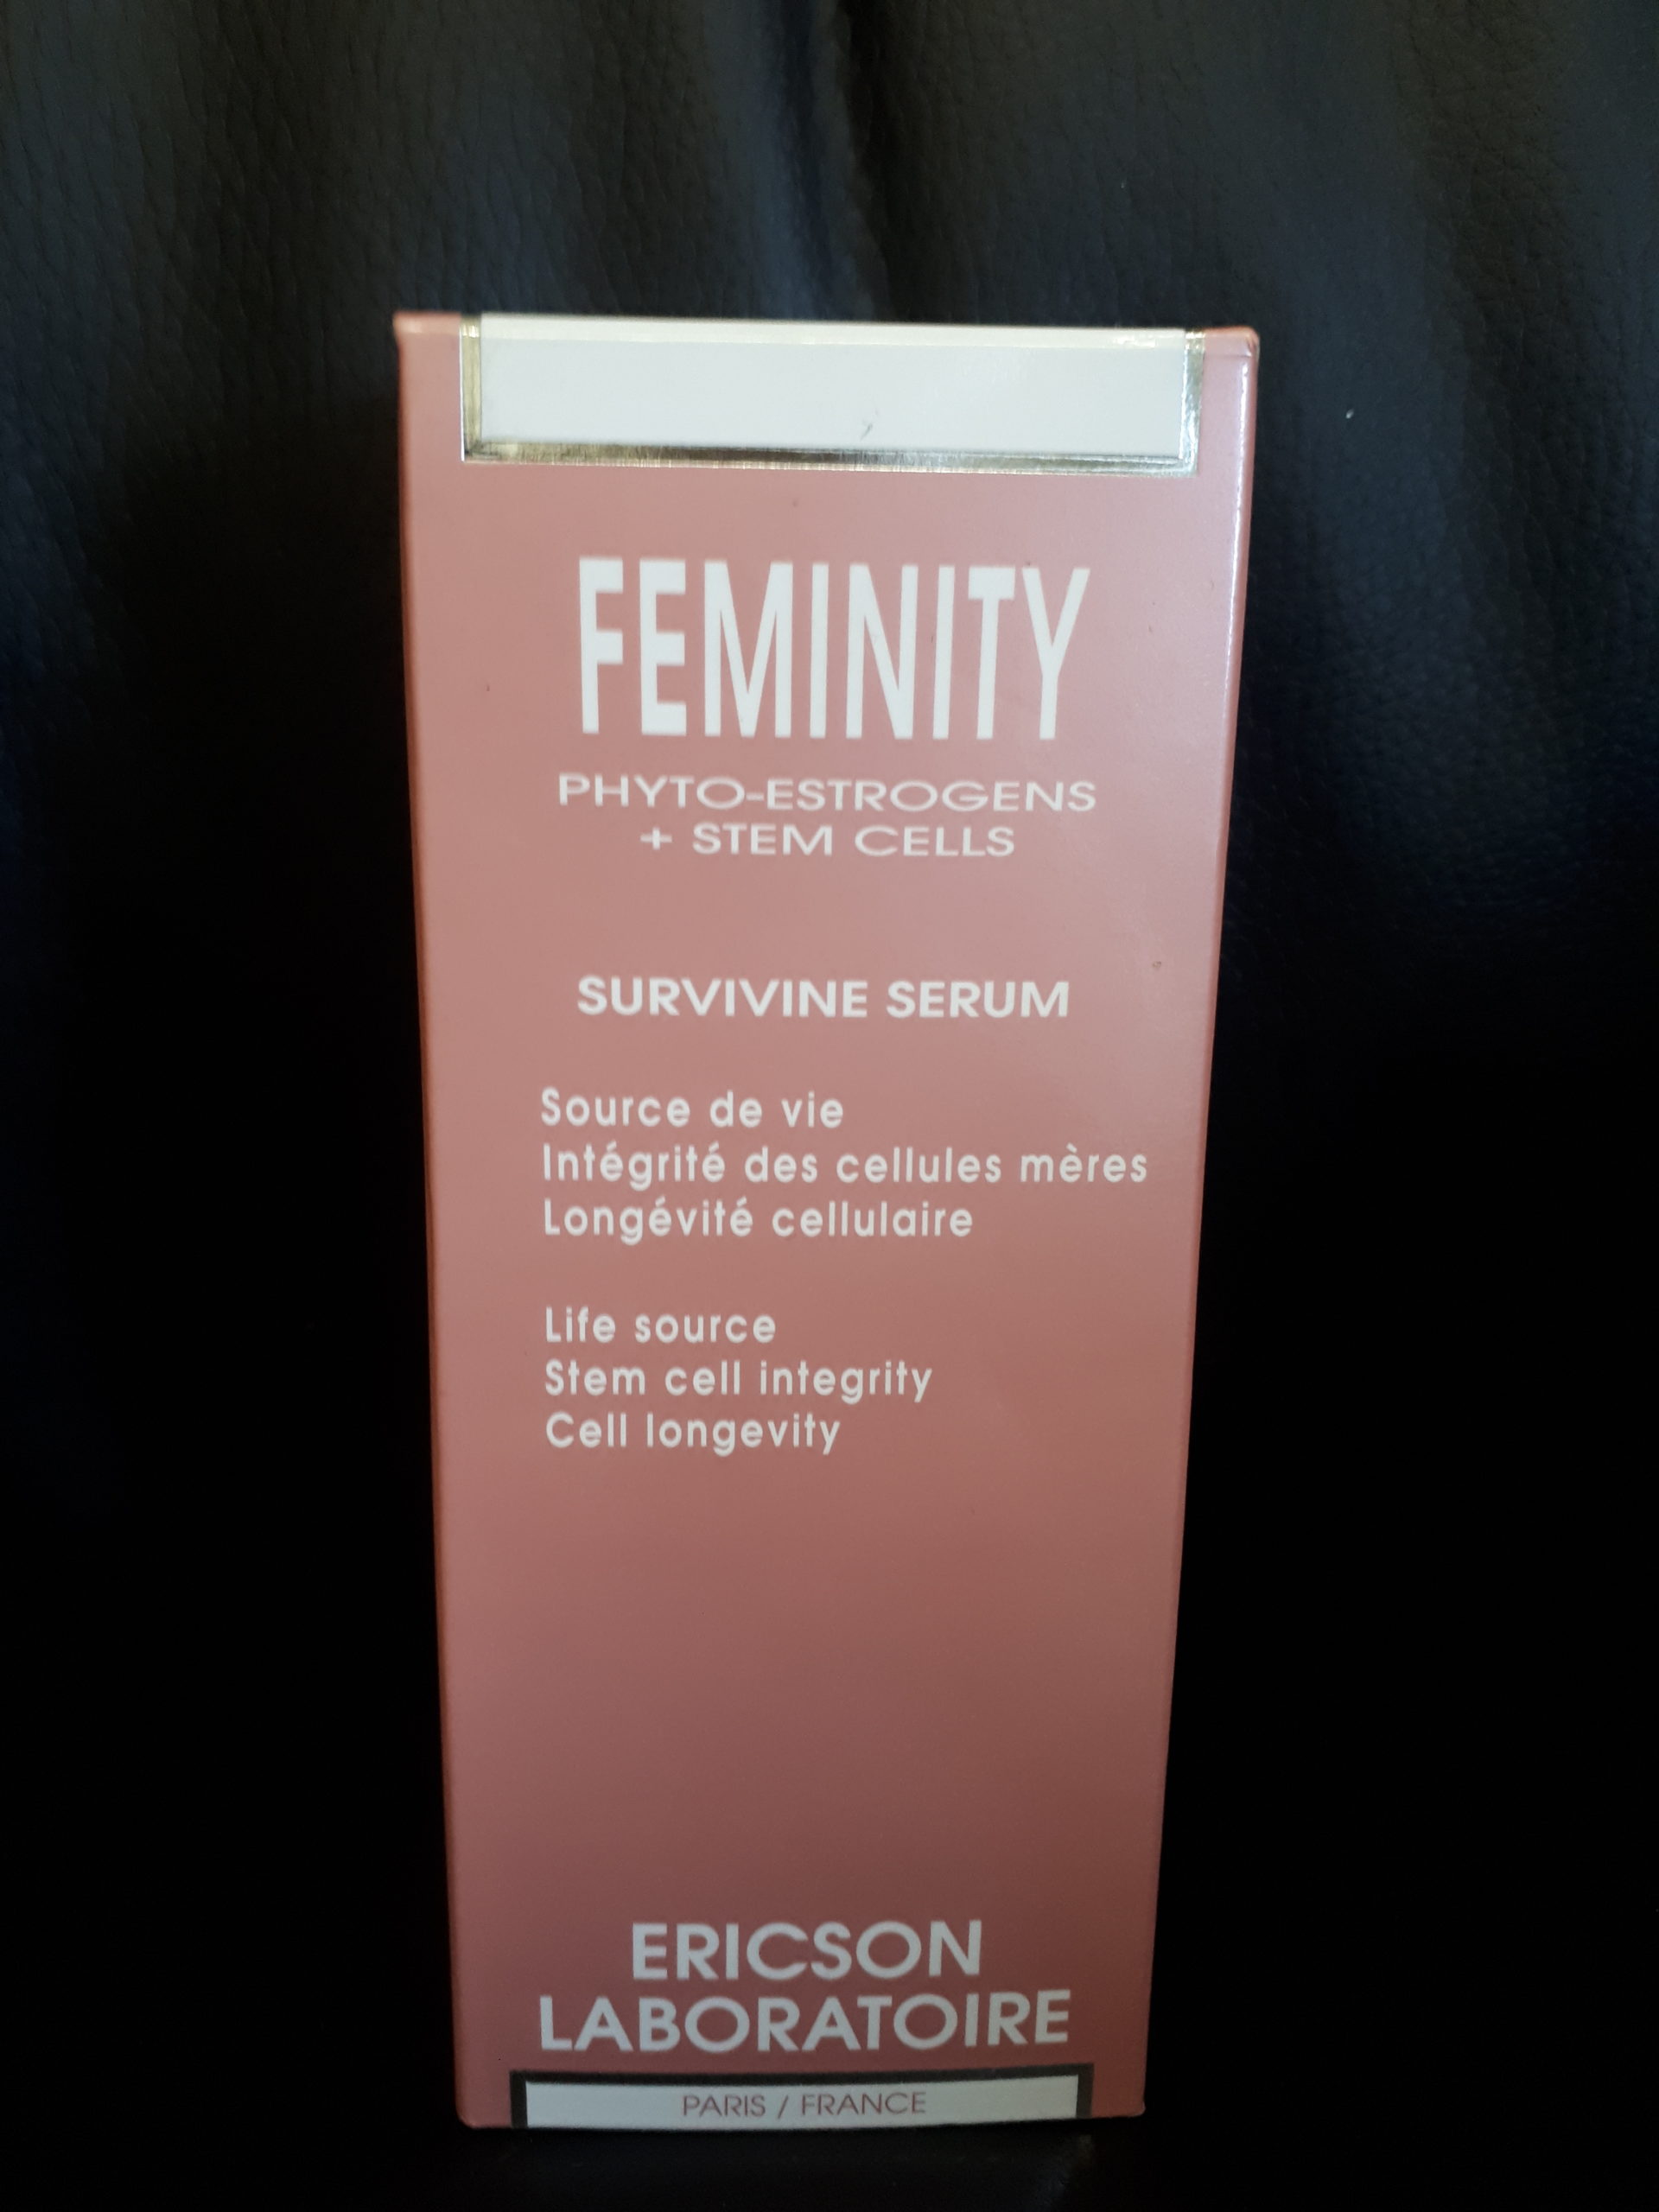 FEMINITY
PHYTO-ESTROGENS
+ STEM CELLS
SURVIVINE SERUM
Source de vie
Intégrité des cellules mères
Longévité cellulaire
Life source
Stem cell integrity
Cell longevity
ERICSON
LABORATOIRE
PARIS / FRANCE